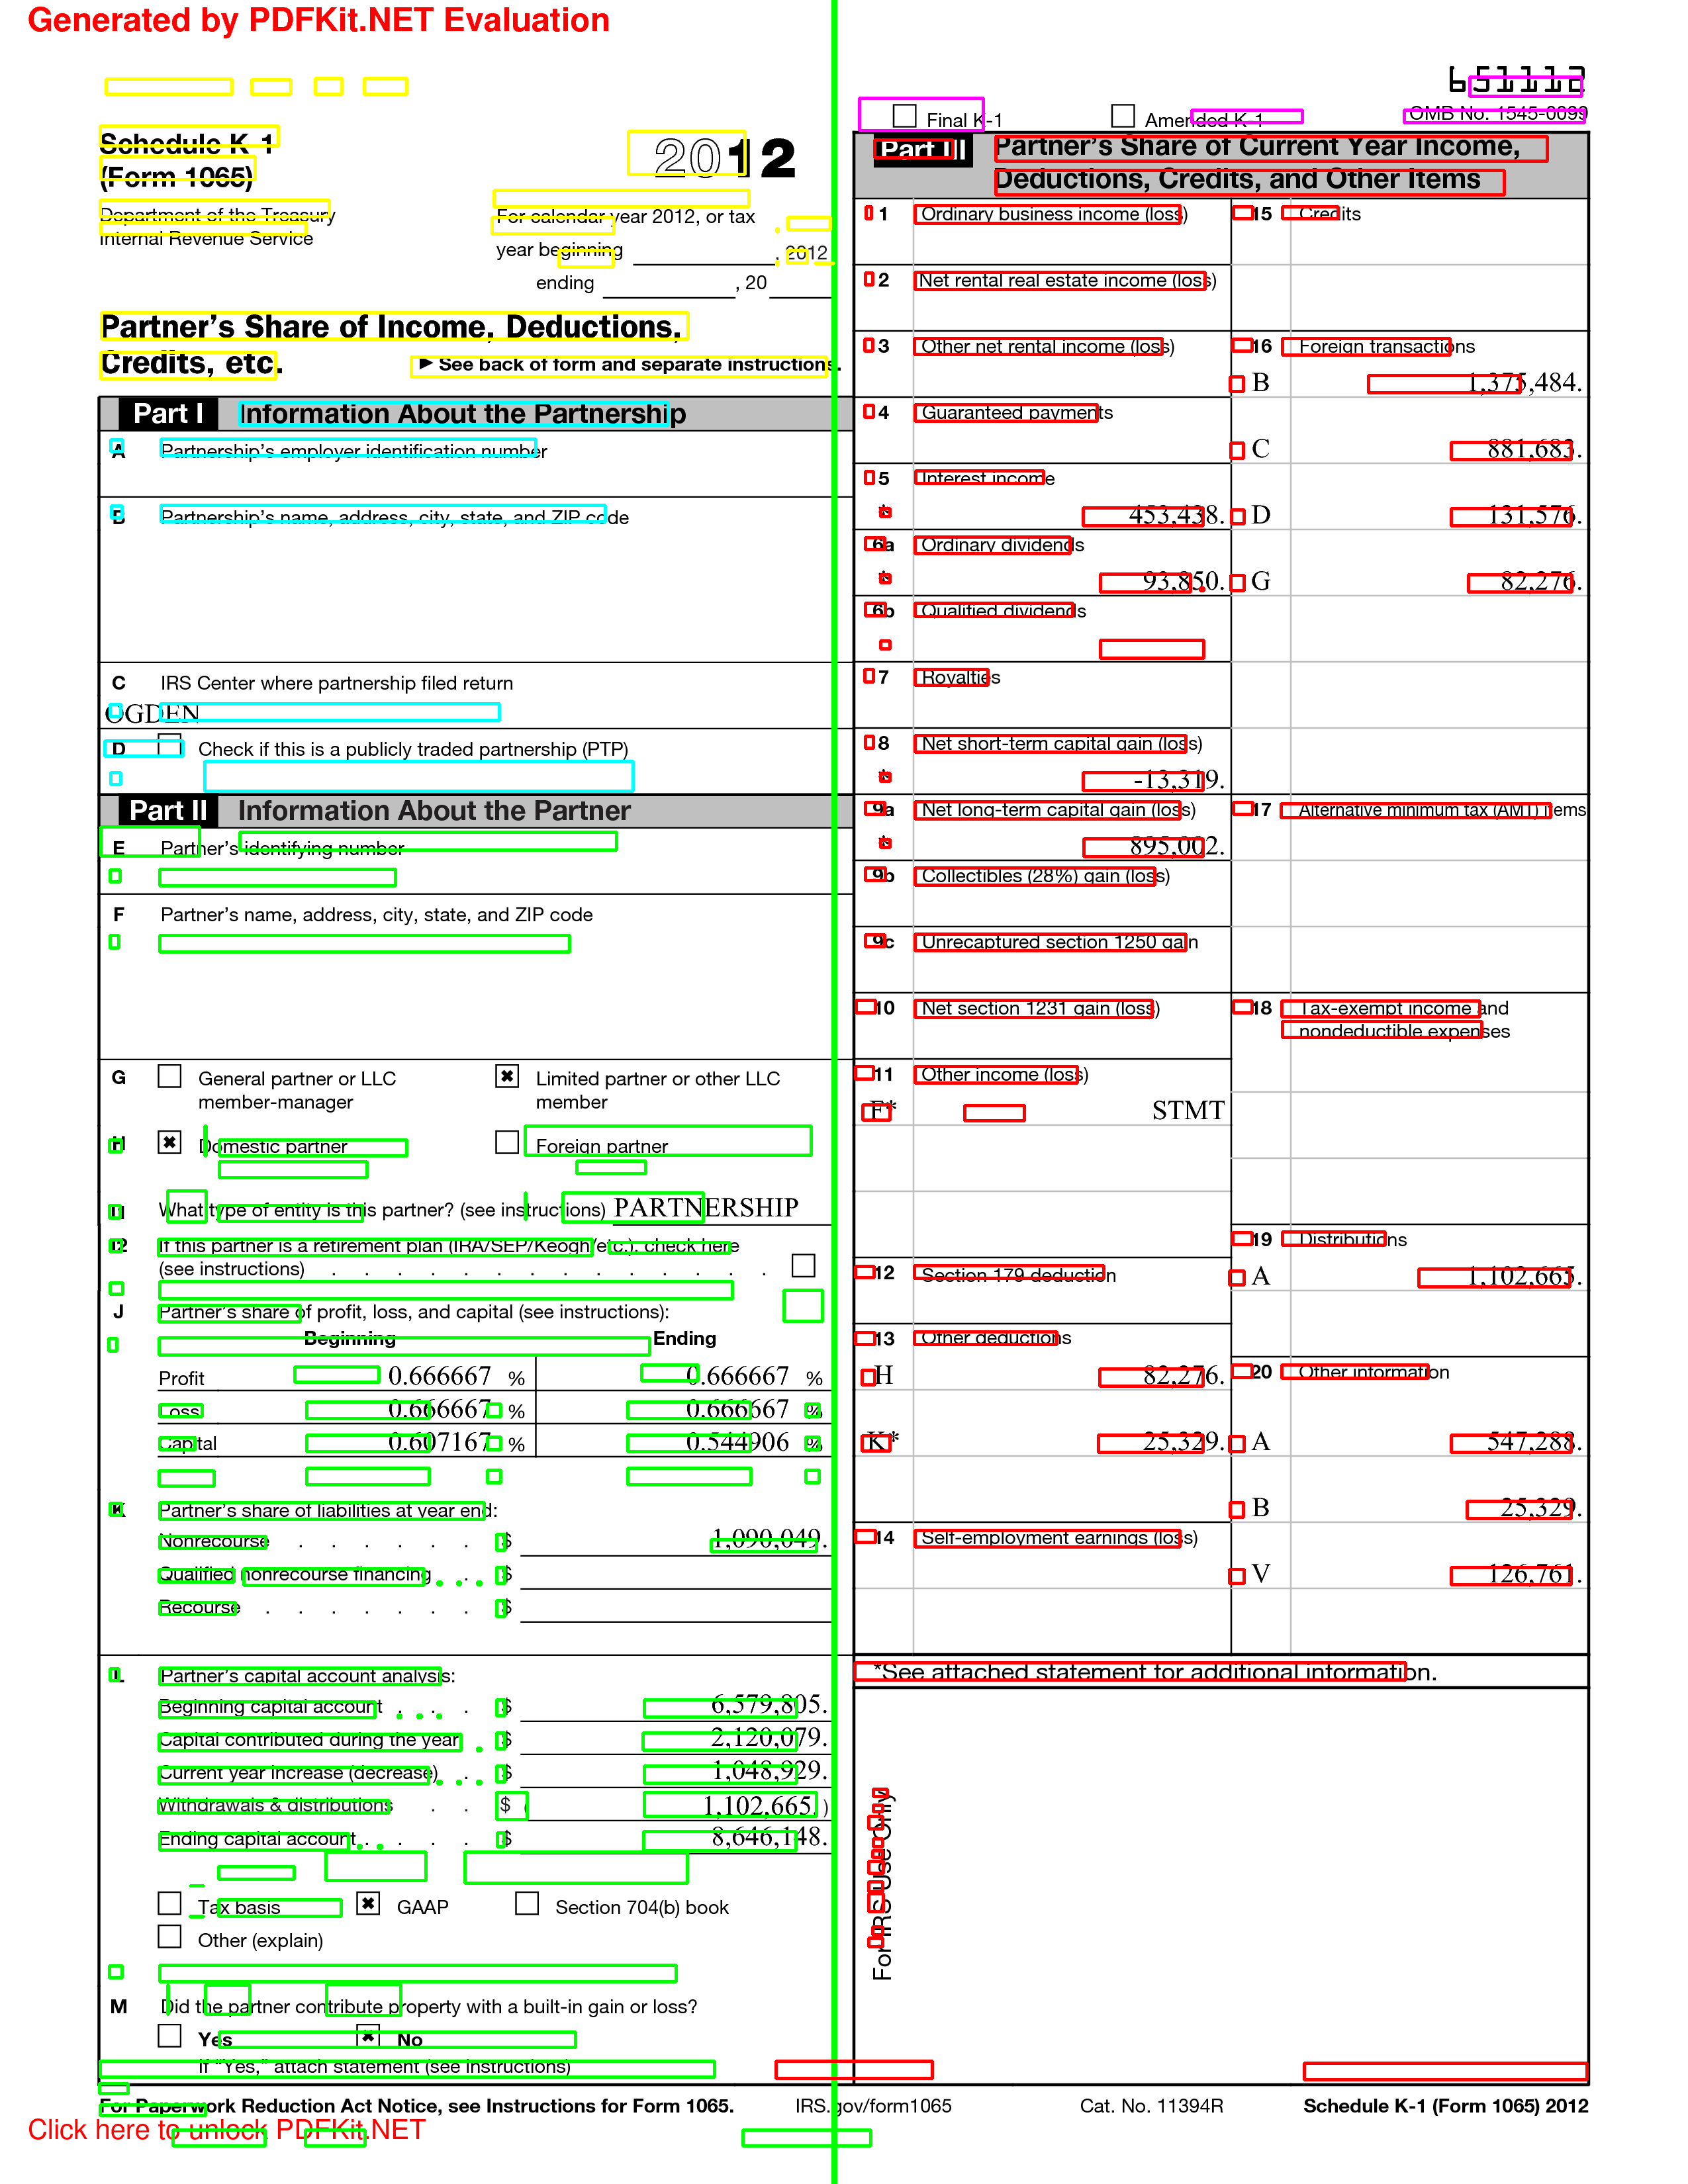 Generated by PDFKit.NET Evaluation
651112
Final K-1
Amended K-1
OMB No. 1545-0099
Schedule K-1
(Form 1065)
2012
Department of the Treasury
Internal Revenue Service
For calendar year 2012, or tax
year beginning , 2012
ending , 20
Partner's Share of Income, Deductions,
Credits, etc.
► See back of form and separate instructions.
Part I Information About the Partnership
A Partnership's employer identification number
B Partnership's name, address, city, state, and ZIP code
C IRS Center where partnership filed return
OGDEN
D Check if this is a publicly traded partnership (PTP)
Part II Information About the Partner
E Partner's identifying number
F Partner's name, address, city, state, and ZIP code
G General partner or LLC member-manager
✖ Limited partner or other LLC member
H ✖ Domestic partner
Foreign partner
I1 What type of entity is this partner? (see instructions) PARTNERSHIP
I2 If this partner is a retirement plan (IRA/SEP/Keogh/etc.), check here
(see instructions) . . . . . . . . . . . . . .
J Partner's share of profit, loss, and capital (see instructions):
Beginning Ending
Profit 0.666667 % 0.666667 %
Loss 0.666667 % 0.666667 %
Capital 0.607167 % 0.544906 %
K Partner's share of liabilities at year end:
Nonrecourse . . . . . . $ 1,090,049.
Qualified nonrecourse financing . $
Recourse . . . . . . . $
L Partner's capital account analysis:
Beginning capital account . . . $ 6,579,805.
Capital contributed during the year $ 2,120,079.
Current year increase (decrease) . $ 1,048,929.
Withdrawals & distributions . . $ ( 1,102,665. )
Ending capital account . . . . $ 8,646,148.
Tax basis ✖ GAAP Section 704(b) book
Other (explain)
M Did the partner contribute property with a built-in gain or loss?
Yes ✖ No
If "Yes," attach statement (see instructions)
Part III Partner's Share of Current Year Income,
Deductions, Credits, and Other Items
1 Ordinary business income (loss)
15 Credits
2 Net rental real estate income (loss)
3 Other net rental income (loss)
16 Foreign transactions
B 1,375,484.
4 Guaranteed payments
C 881,683.
5 Interest income
* 453,438.
D 131,576.
6a Ordinary dividends
* 93,850.
G 82,276.
6b Qualified dividends
7 Royalties
8 Net short-term capital gain (loss)
* -13,319.
9a Net long-term capital gain (loss)
* 895,002.
17 Alternative minimum tax (AMT) items
9b Collectibles (28%) gain (loss)
9c Unrecaptured section 1250 gain
10 Net section 1231 gain (loss)
18 Tax-exempt income and
nondeductible expenses
11 Other income (loss)
F* STMT
19 Distributions
A 1,102,665.
12 Section 179 deduction
13 Other deductions
H 82,276.
20 Other information
K* 25,329.
A 547,288.
B 25,329.
14 Self-employment earnings (loss)
V 126,761.
*See attached statement for additional information.
For IRS Use Only
For Paperwork Reduction Act Notice, see Instructions for Form 1065.
IRS.gov/form1065
Cat. No. 11394R
Schedule K-1 (Form 1065) 2012
Click here to unlock PDFKit.NET